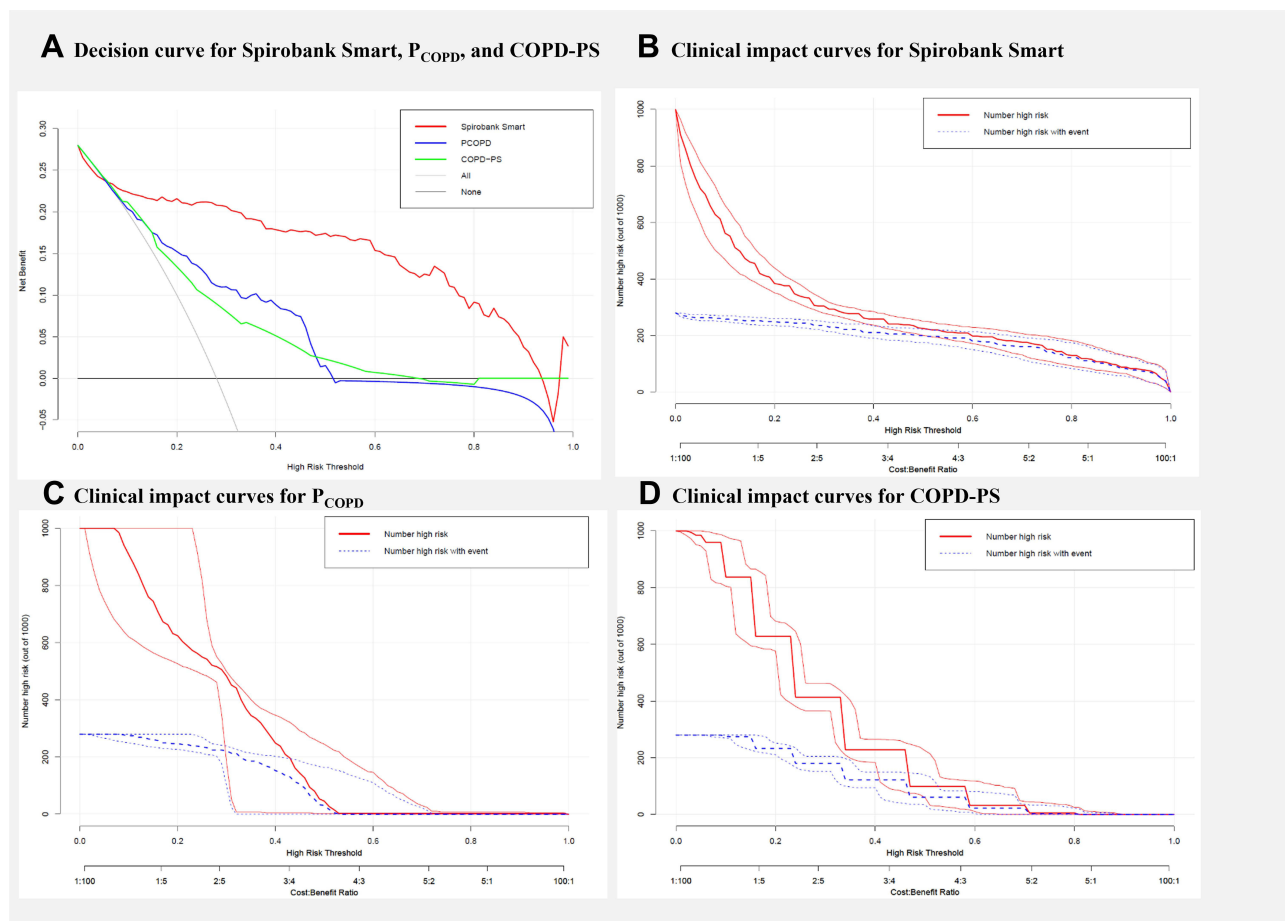 A Decision curve for Spirobank Smart, PCOPD, and COPD-PS
Spirobank Smart
PCOPD
COPD-PS
All
None
Net Benefit
0.30
0.25
0.20
0.15
0.10
0.05
0.00
-0.05
0.0 0.2 0.4 0.6 0.8 1.0
High Risk Threshold
B Clinical impact curves for Spirobank Smart
Number high risk
Number high risk with event
Number high risk (out of 1000)
1000
800
600
400
200
0
0.0 0.2 0.4 0.6 0.8 1.0
High Risk Threshold
1:100 1:5 2:5 3:4 4:3 5:2 5:1 100:1
Cost:Benefit Ratio
C Clinical impact curves for PCOPD
Number high risk
Number high risk with event
Number high risk (out of 1000)
1000
800
600
400
200
0
0.0 0.2 0.4 0.6 0.8 1.0
High Risk Threshold
1:100 1:5 2:5 3:4 4:3 5:2 5:1 100:1
Cost:Benefit Ratio
D Clinical impact curves for COPD-PS
Number high risk
Number high risk with event
Number high risk (out of 1000)
1000
800
600
400
200
0
0.0 0.2 0.4 0.6 0.8 1.0
High Risk Threshold
1:100 1:5 2:5 3:4 4:3 5:2 5:1 100:1
Cost:Benefit Ratio